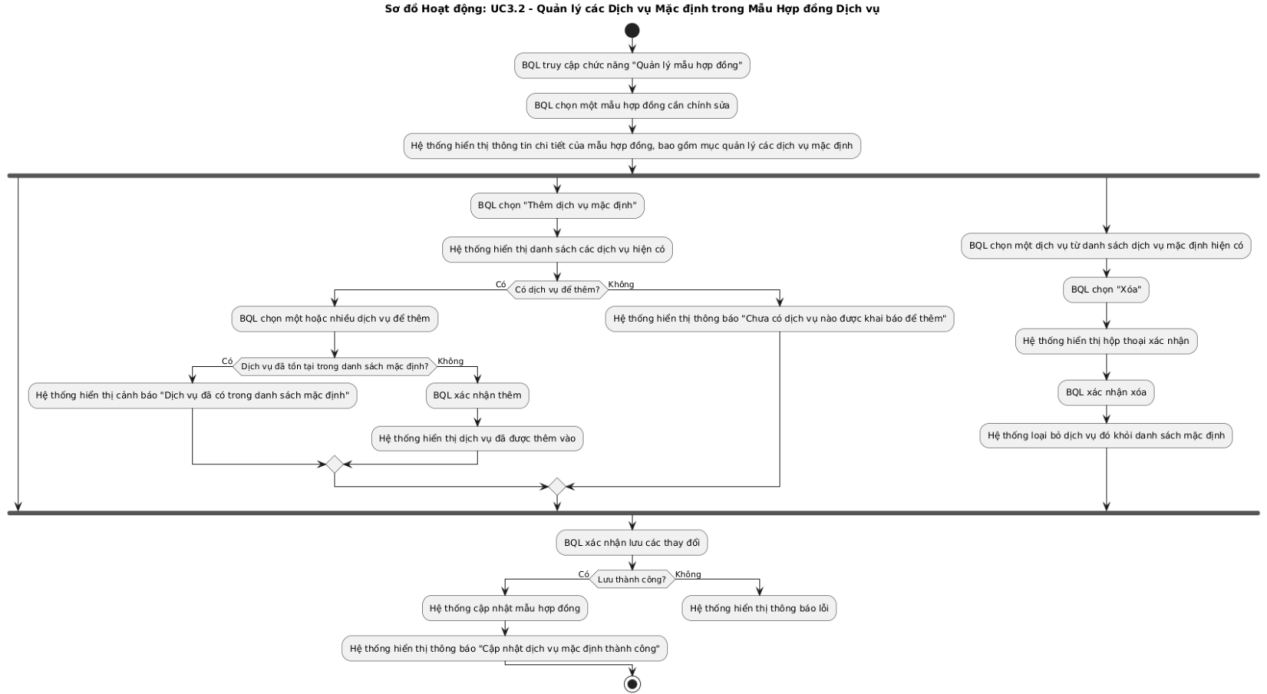 Sơ đồ Hoạt động: UC3.2 - Quản lý các Dịch vụ Mặc định trong Mẫu Hợp đồng Dịch vụ
BQL truy cập chức năng "Quản lý mẫu hợp đồng"
BQL chọn một mẫu hợp đồng cần chỉnh sửa
Hệ thống hiển thị thông tin chi tiết của mẫu hợp đồng, bao gồm mục quản lý các dịch vụ mặc định
BQL chọn "Thêm dịch vụ mặc định"
Hệ thống hiển thị danh sách các dịch vụ hiện có
Có
Có dịch vụ để thêm?
Không
BQL chọn một hoặc nhiều dịch vụ để thêm
Có
Dịch vụ đã tồn tại trong danh sách mặc định?
Không
Hệ thống hiển thị cảnh báo "Dịch vụ đã có trong danh sách mặc định"
BQL xác nhận thêm
Hệ thống hiển thị dịch vụ đã được thêm vào
Hệ thống hiển thị thông báo "Chưa có dịch vụ nào được khai báo để thêm"
BQL chọn một dịch vụ từ danh sách dịch vụ mặc định hiện có
BQL chọn "Xóa"
Hệ thống hiển thị hộp thoại xác nhận
BQL xác nhận xóa
Hệ thống loại bỏ dịch vụ đó khỏi danh sách mặc định
BQL xác nhận lưu các thay đổi
Có
Lưu thành công?
Không
Hệ thống cập nhật mẫu hợp đồng
Hệ thống hiển thị thông báo "Cập nhật dịch vụ mặc định thành công"
Hệ thống hiển thị thông báo lỗi